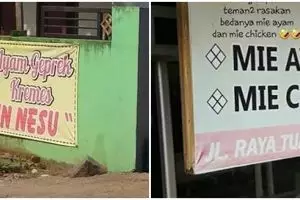 Ayam Geprek
Kremes
N NESU "
teman2 rasakan
bedanya mie ayam
dan mie chicken 🤣🤣
MIE A
MIE C
JL. RAYA TU